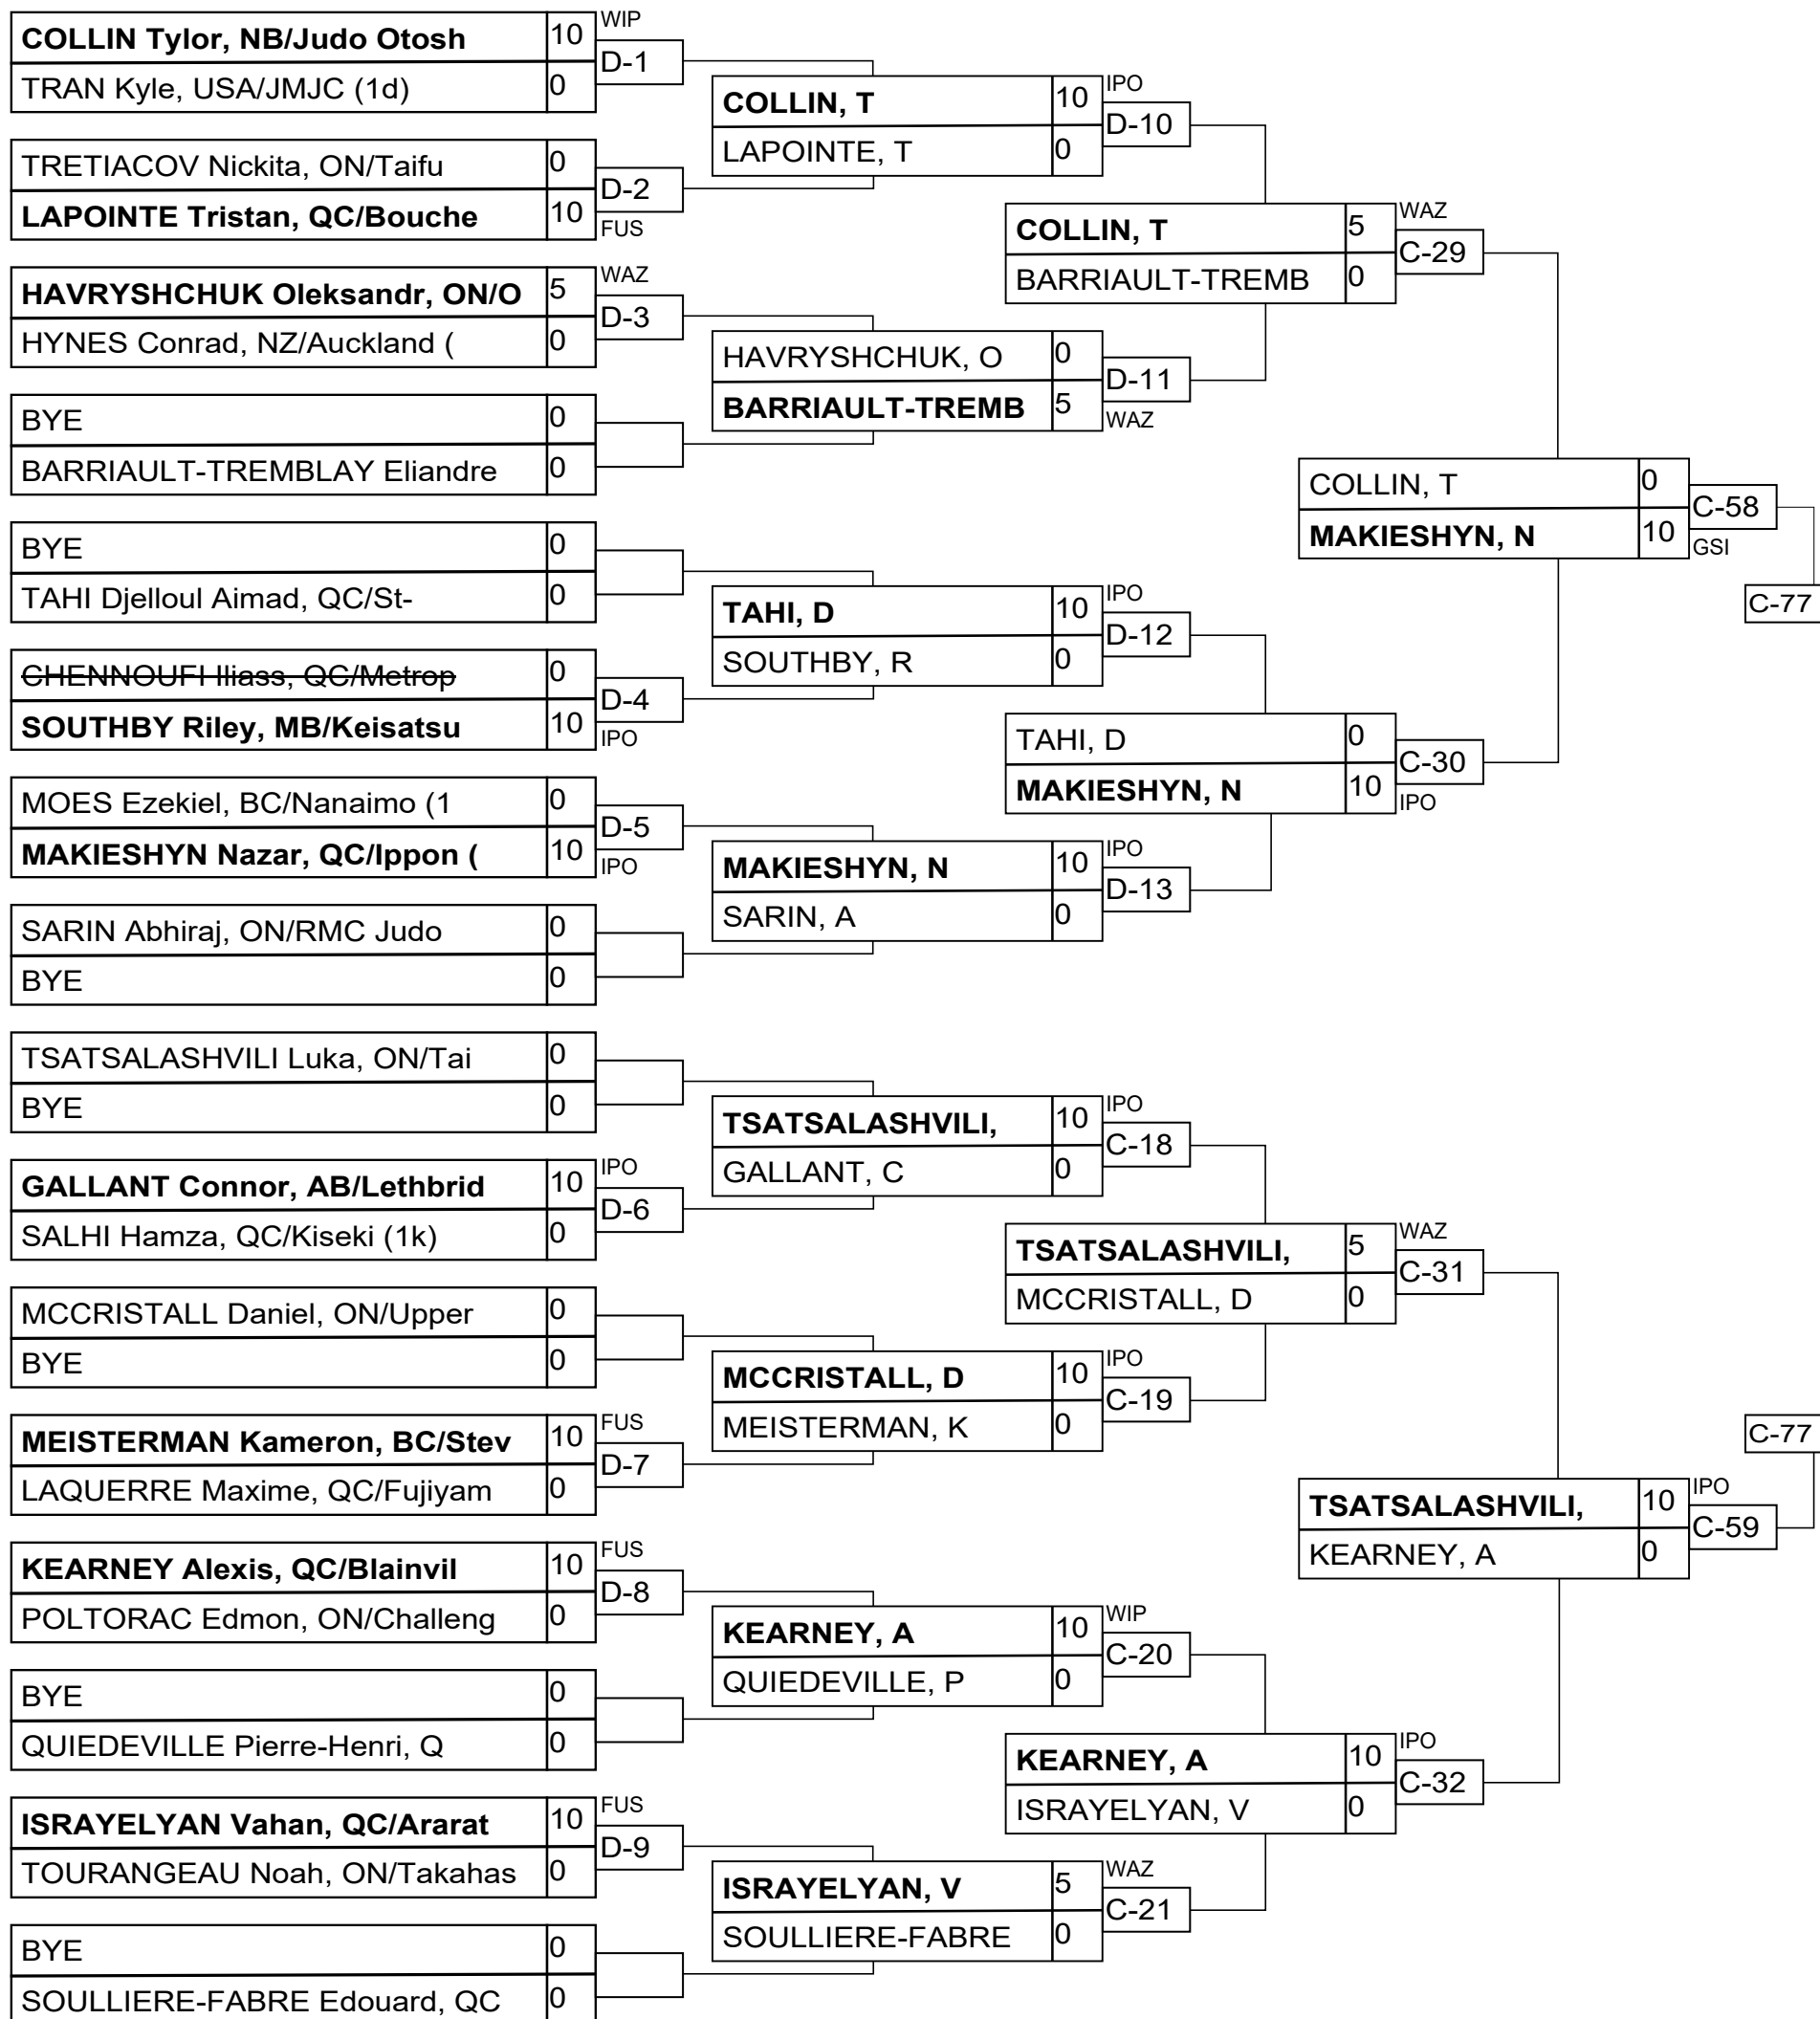 COLLIN Tylor, NB/Judo Otosh 10 WIP
D-1
TRAN Kyle, USA/JMJC (1d) 0
TRETIACOV Nickita, ON/Taifu 0
D-2
LAPOINTE Tristan, QC/Bouche 10 FUS
HAVRYSHCHUK Oleksandr, ON/O 5 WAZ
D-3
HYNES Conrad, NZ/Auckland ( 0
BYE 0
BARRIAULT-TREMBLAY Eliandre 0
BYE 0
TAHI Djelloul Aimad, QC/St- 0
CHENNOUFI Iliass, QC/Metrop 0
D-4
SOUTHBY Riley, MB/Keisatsu 10 IPO
MOES Ezekiel, BC/Nanaimo (1 0
D-5
MAKIESHYN Nazar, QC/Ippon ( 10 IPO
SARIN Abhiraj, ON/RMC Judo 0
BYE 0
TSATSALASHVILI Luka, ON/Tai 0
BYE 0
GALLANT Connor, AB/Lethbrid 10 IPO
D-6
SALHI Hamza, QC/Kiseki (1k) 0
MCCRISTALL Daniel, ON/Upper 0
BYE 0
MEISTERMAN Kameron, BC/Stev 10 FUS
D-7
LAQUERRE Maxime, QC/Fujiyam 0
KEARNEY Alexis, QC/Blainvil 10 FUS
D-8
POLTORAC Edmon, ON/Challeng 0
BYE 0
QUIEDEVILLE Pierre-Henri, Q 0
ISRAYELYAN Vahan, QC/Ararat 10 FUS
D-9
TOURANGEAU Noah, ON/Takahas 0
BYE 0
SOULLIERE-FABRE Edouard, QC 0
COLLIN, T 10 IPO
D-10
LAPOINTE, T 0
HAVRYSHCHUK, O 0
D-11
BARRIAULT-TREMB 5 WAZ
TAHI, D 10 IPO
D-12
SOUTHBY, R 0
MAKIESHYN, N 10 IPO
D-13
SARIN, A 0
TSATSALASHVILI, 10 IPO
C-18
GALLANT, C 0
MCCRISTALL, D 10 IPO
C-19
MEISTERMAN, K 0
KEARNEY, A 10 WIP
C-20
QUIEDEVILLE, P 0
ISRAYELYAN, V 5 WAZ
C-21
SOULLIERE-FABRE 0
COLLIN, T 5 WAZ
C-29
BARRIAULT-TREMB 0
TAHI, D 0
C-30
MAKIESHYN, N 10 IPO
TSATSALASHVILI, 5 WAZ
C-31
MCCRISTALL, D 0
KEARNEY, A 10 IPO
C-32
ISRAYELYAN, V 0
COLLIN, T 0
C-58
MAKIESHYN, N 10 GSI
C-77
C-77
TSATSALASHVILI, 10 IPO
C-59
KEARNEY, A 0